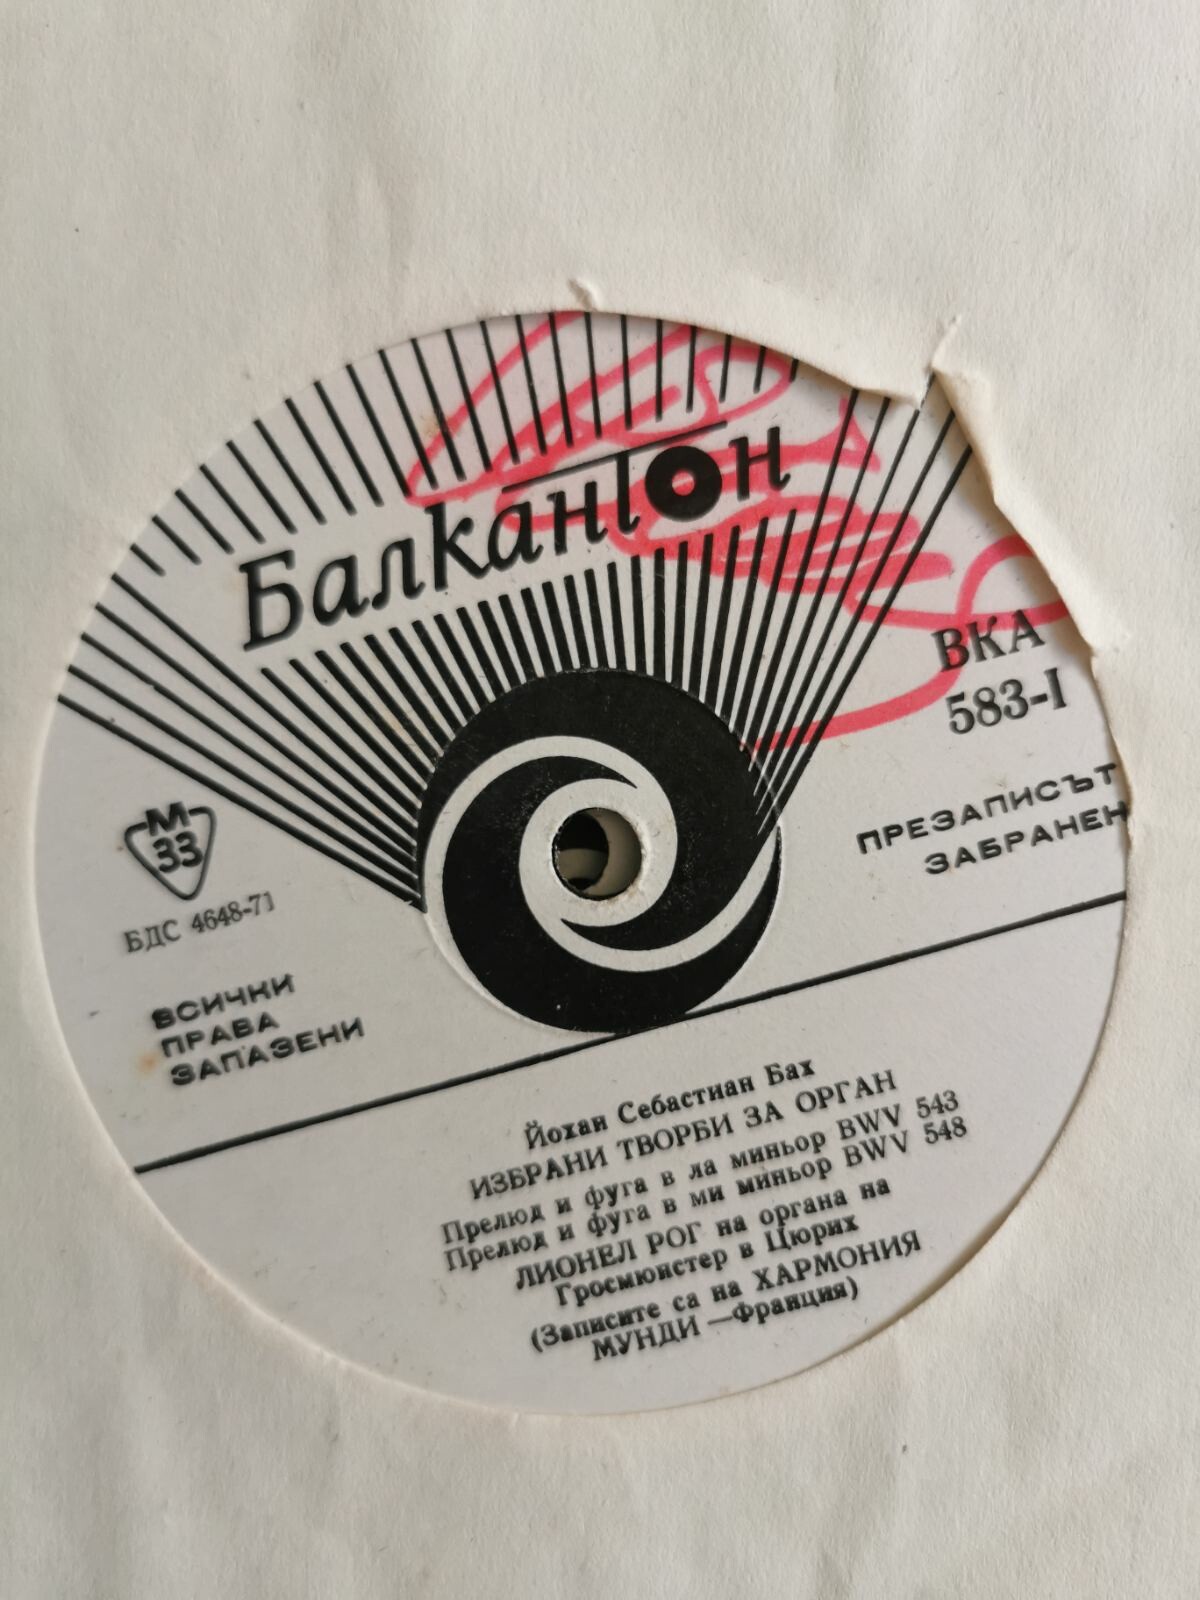 Балкантон
ВКА
583-I
М
33
БДС 4648-71
ПРЕЗАПИСЪТ
ЗАБРАНЕН
ВСИЧКИ
ПРАВА
ЗАПАЗЕНИ
Йохан Себастиан Бах
ИЗБРАНИ ТВОРБИ ЗА ОРГАН
Прелюд и фуга в ла миньор BWV 543
Прелюд и фуга в ми миньор BWV 548
ЛИОНЕЛ РОГ на органа на
Гросмюнстер в Цюрих
(Записите са на ХАРМОНИЯ
МУНДИ —Франция)